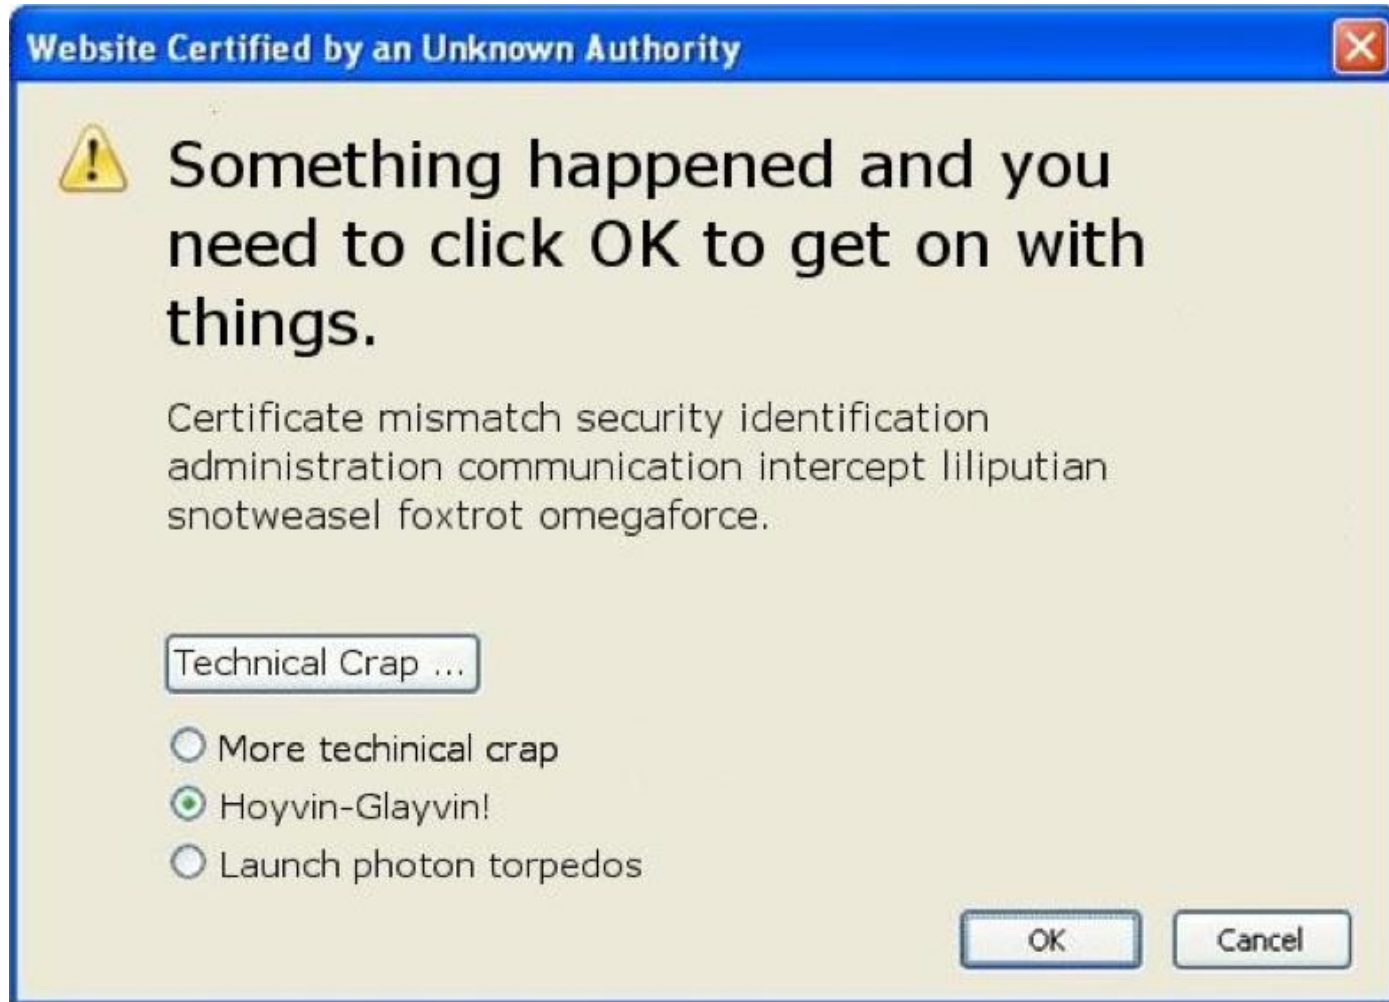 Website Certified by an Unknown Authority
Something happened and you
need to click OK to get on with
things.
Certificate mismatch security identification
administration communication intercept liliputian
snotweasel foxtrot omegaforce.
Technical Crap ...
More techinical crap
Hoyvin-Glayvin!
Launch photon torpedos
OK
Cancel